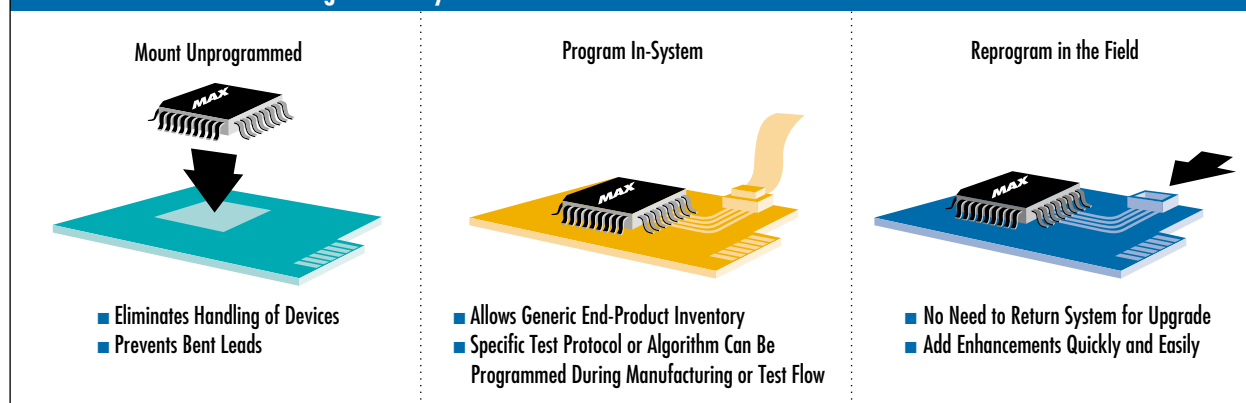 Mount Unprogrammed
MAX
■ Eliminates Handling of Devices
■ Prevents Bent Leads
Program In-System
MAX
■ Allows Generic End-Product Inventory
■ Specific Test Protocol or Algorithm Can Be
Programmed During Manufacturing or Test Flow
Reprogram in the Field
MAX
■ No Need to Return System for Upgrade
■ Add Enhancements Quickly and Easily